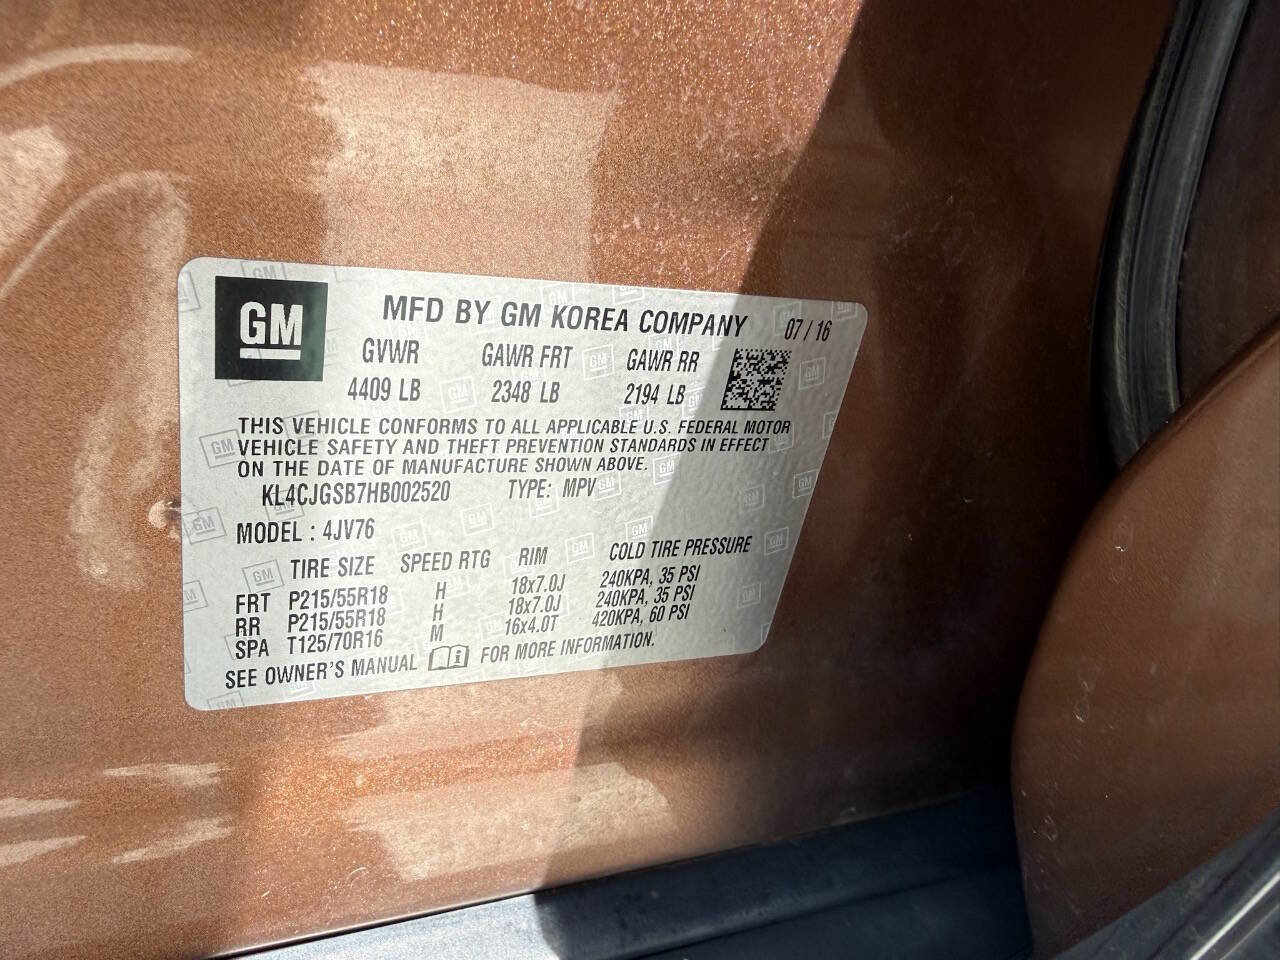 GM
MFD BY GM KOREA COMPANY 07 / 16
GVWR GAWR FRT GAWR RR
4409 LB 2348 LB 2194 LB
THIS VEHICLE CONFORMS TO ALL APPLICABLE U.S. FEDERAL MOTOR
VEHICLE SAFETY AND THEFT PREVENTION STANDARDS IN EFFECT
ON THE DATE OF MANUFACTURE SHOWN ABOVE.
KL4CJGSB7HB002520 TYPE: MPV
MODEL : 4JV76
TIRE SIZE SPEED RTG RIM COLD TIRE PRESSURE
FRT P215/55R18 H 18x7.0J 240KPA, 35 PSI
RR P215/55R18 H 18x7.0J 240KPA, 35 PSI
SPA T125/70R16 M 16x4.0T 420KPA, 60 PSI
SEE OWNER'S MANUAL FOR MORE INFORMATION.